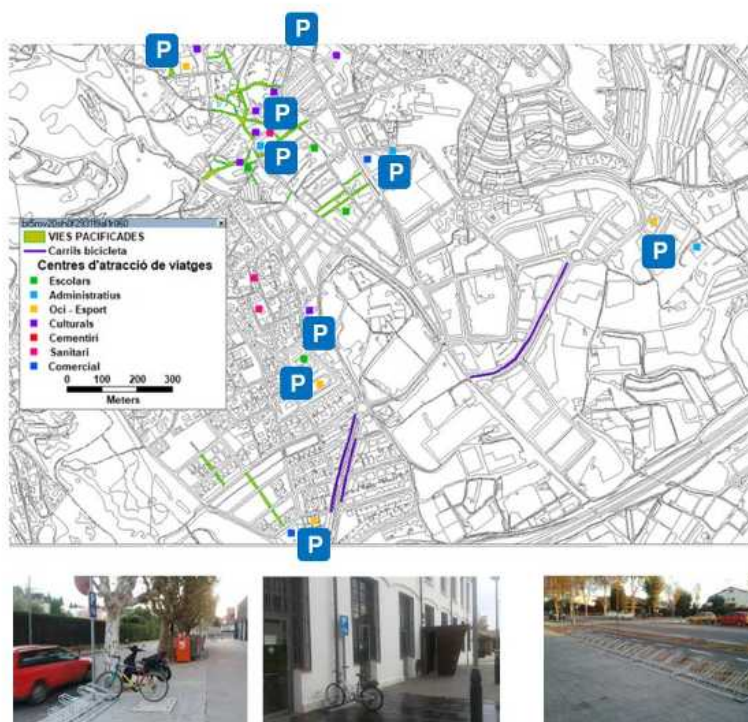 P
P
P
P
P
VIES PACIFICADES
Carrils bicicleta
Centres d'atracció de viatges
Escolars
Administratius
Oci - Esport
Culturals
Cementiri
Sanitari
Comercial
0 100 200 300
Meters
P
P
P
P